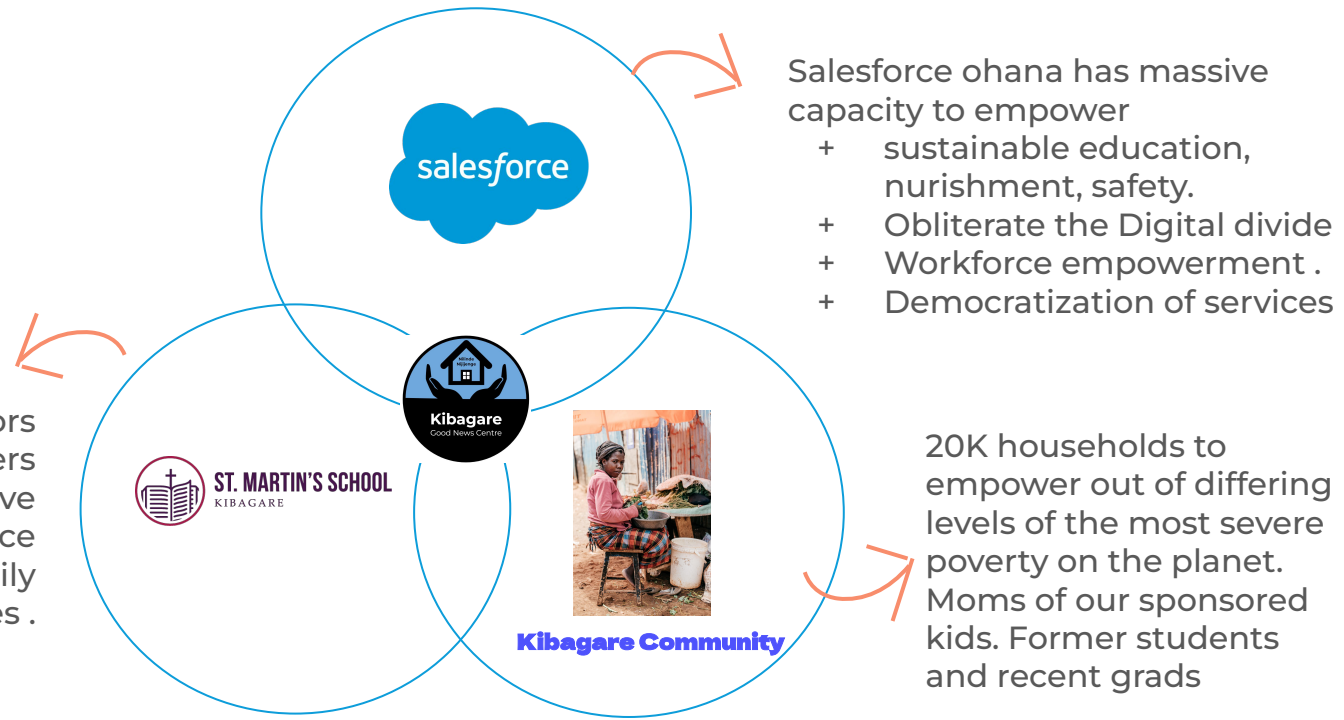 Salesforce ohana has massive
capacity to empower
+ sustainable education,
nurishment, safety.
+ Obliterate the Digital divide
+ Workforce empowerment .
+ Democratization of services
salesforce
Nilinde
Nijijenge
Kibagare
Good News Centre
ST. MARTIN'S SCHOOL
KIBAGARE
ors
ers
ve
ce
ily
es .
Kibagare Community
20K households to
empower out of differing
levels of the most severe
poverty on the planet.
Moms of our sponsored
kids. Former students
and recent grads